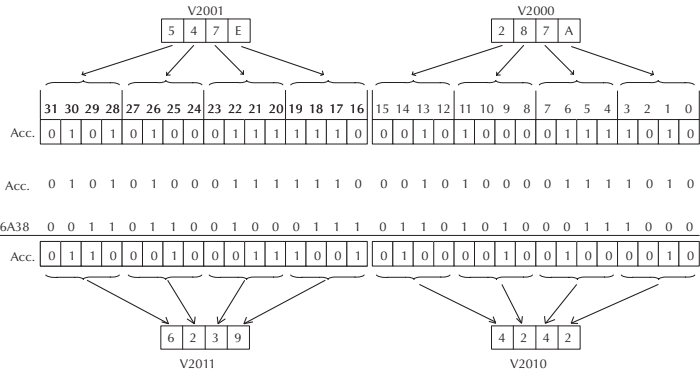 V2001 V2000
5 4 7 E 2 8 7 A
31 30 29 28 27 26 25 24 23 22 21 20 19 18 17 16 15 14 13 12 11 10 9 8 7 6 5 4 3 2 1 0
Acc. 0 1 0 1 0 1 0 0 0 1 1 1 1 1 1 0 0 0 1 0 1 0 0 0 0 1 1 1 1 0 1 0
Acc. 0 1 0 1 0 1 0 0 0 1 1 1 1 1 1 0 0 0 1 0 1 0 0 0 0 1 1 1 1 0 1 0
6A38 0 0 1 1 0 1 1 0 0 1 0 0 0 1 1 1 0 1 1 0 1 0 1 0 0 0 1 1 1 0 0 0
Acc. 0 1 1 0 0 0 1 0 0 0 1 1 1 0 0 1 0 1 0 0 0 0 1 0 0 1 0 0 0 0 1 0
6 2 3 9 4 2 4 2
V2011 V2010